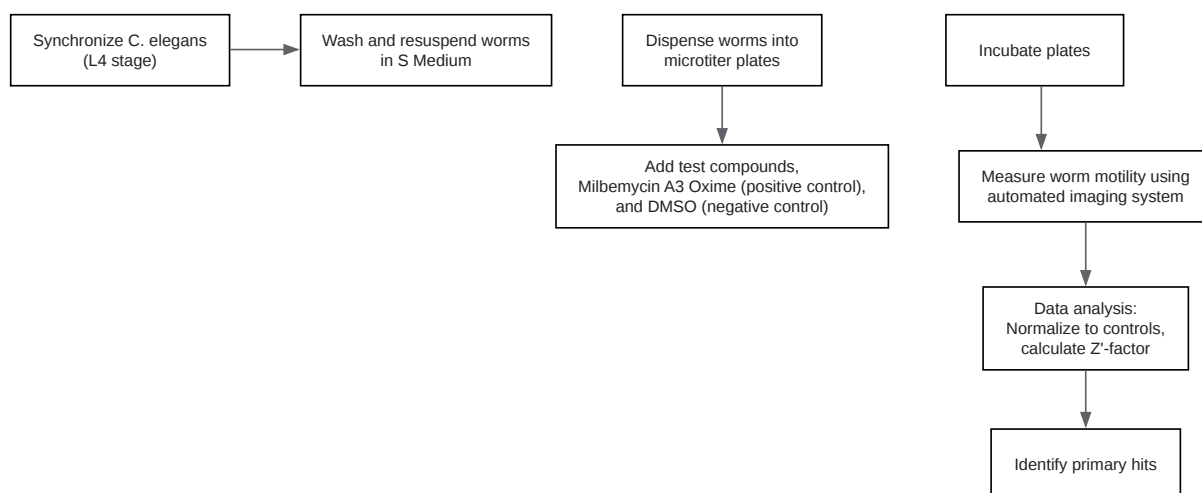 Synchronize C. elegans
(L4 stage)
Wash and resuspend worms
in S Medium
Dispense worms into
microtiter plates
Add test compounds,
Milbemycin A3 Oxime (positive control),
and DMSO (negative control)
Incubate plates
Measure worm motility using
automated imaging system
Data analysis:
Normalize to controls,
calculate Z'-factor
Identify primary hits